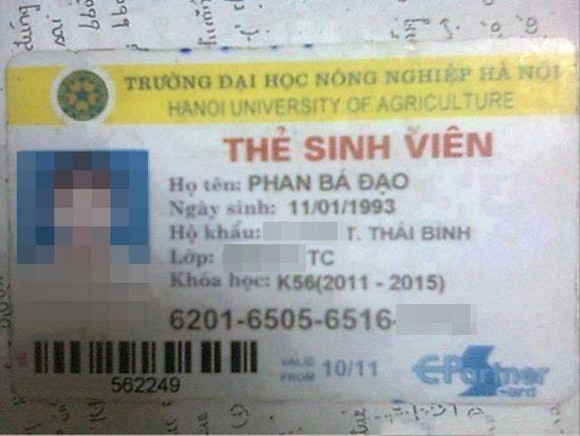 TRƯỜNG ĐẠI HỌC NÔNG NGHIỆP HÀ NỘI
HANOI UNIVERSITY OF AGRICULTURE
THẺ SINH VIÊN
Họ tên: PHAN BÁ ĐẠO
Ngày sinh: 11/01/1993
Hộ khẩu: T. THÁI BÌNH
Lớp: TC
Khóa học: K56(2011 - 2015)
6201-6505-6516-
562249
VALID FROM 10/11
E-Partner
card